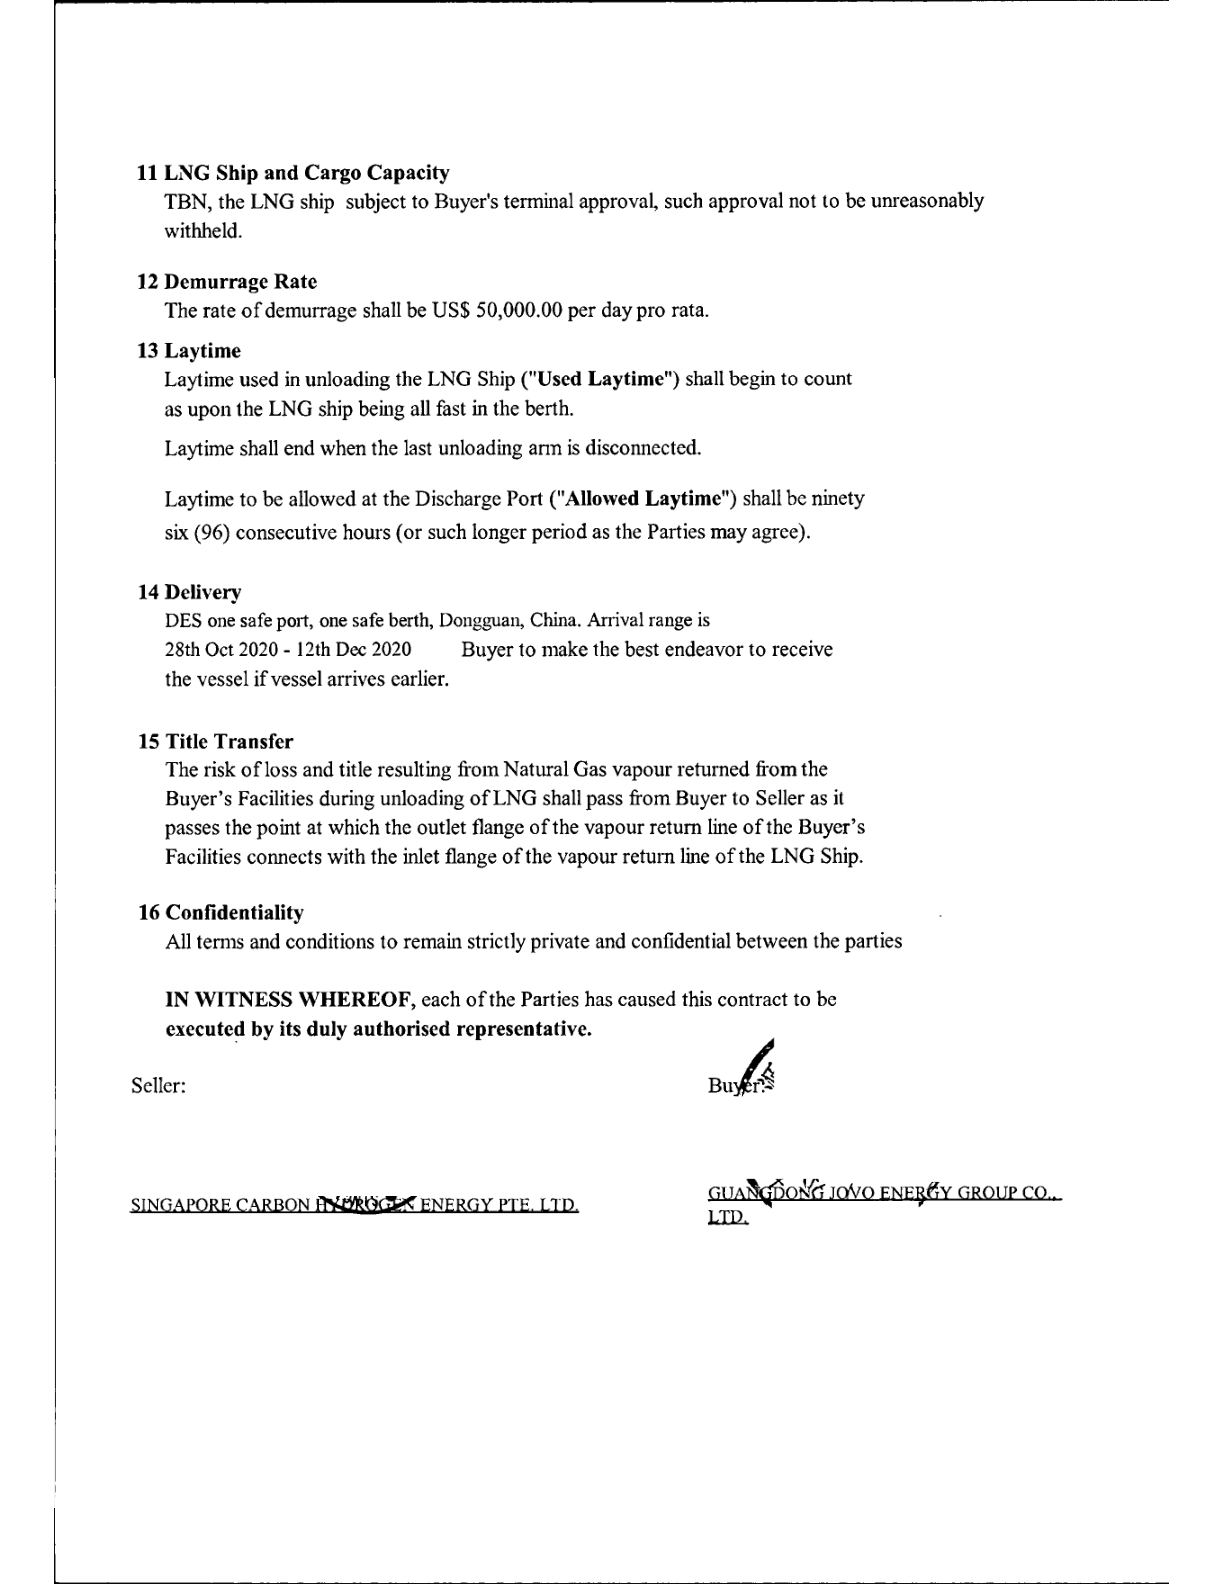 11 LNG Ship and Cargo Capacity
TBN, the LNG ship subject to Buyer's terminal approval, such approval not to be unreasonably
withheld.
12 Demurrage Rate
The rate of demurrage shall be US$ 50,000.00 per day pro rata.
13 Laytime
Laytime used in unloading the LNG Ship ("Used Laytime") shall begin to count
as upon the LNG ship being all fast in the berth.
Laytime shall end when the last unloading arm is disconnected.
Laytime to be allowed at the Discharge Port ("Allowed Laytime") shall be ninety
six (96) consecutive hours (or such longer period as the Parties may agree).
14 Delivery
DES one safe port, one safe berth, Dongguan, China. Arrival range is
28th Oct 2020 - 12th Dec 2020 Buyer to make the best endeavor to receive
the vessel if vessel arrives earlier.
15 Title Transfer
The risk of loss and title resulting from Natural Gas vapour returned from the
Buyer's Facilities during unloading of LNG shall pass from Buyer to Seller as it
passes the point at which the outlet flange of the vapour return line of the Buyer's
Facilities connects with the inlet flange of the vapour return line of the LNG Ship.
16 Confidentiality
All terms and conditions to remain strictly private and confidential between the parties
IN WITNESS WHEREOF, each of the Parties has caused this contract to be
executed by its duly authorised representative.
Seller: Buyer:
SINGAPORE CARBON HYDROGEN ENERGY PTE. LTD.
GUANGDONG JOVO ENERGY GROUP CO.,
LTD.